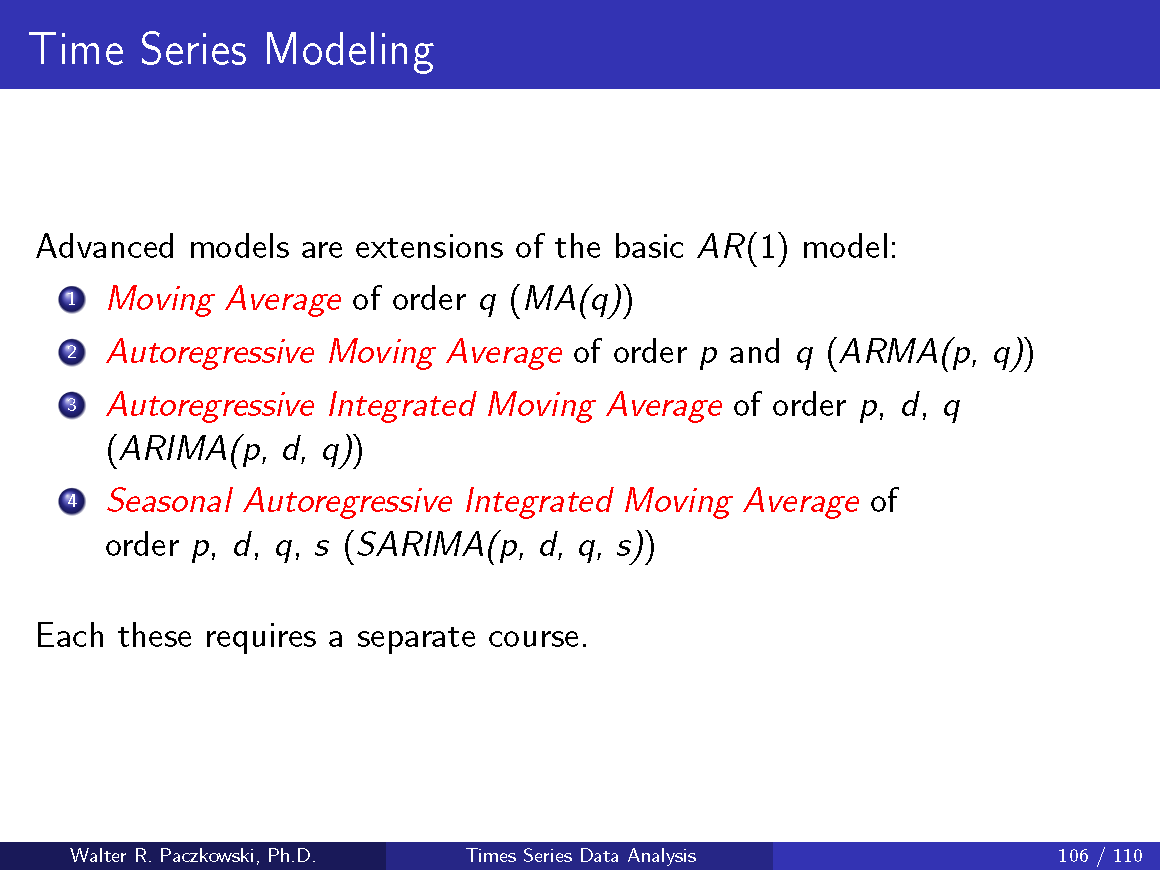 Time Series Modeling
Advanced models are extensions of the basic AR(1) model:
1 Moving Average of order q (MA(q))
2 Autoregressive Moving Average of order p and q (ARMA(p, q))
3 Autoregressive Integrated Moving Average of order p, d, q
(ARIMA(p, d, q))
4 Seasonal Autoregressive Integrated Moving Average of
order p, d, q, s (SARIMA(p, d, q, s))
Each these requires a separate course.
Walter R. Paczkowski, Ph.D. Times Series Data Analysis 106 / 110